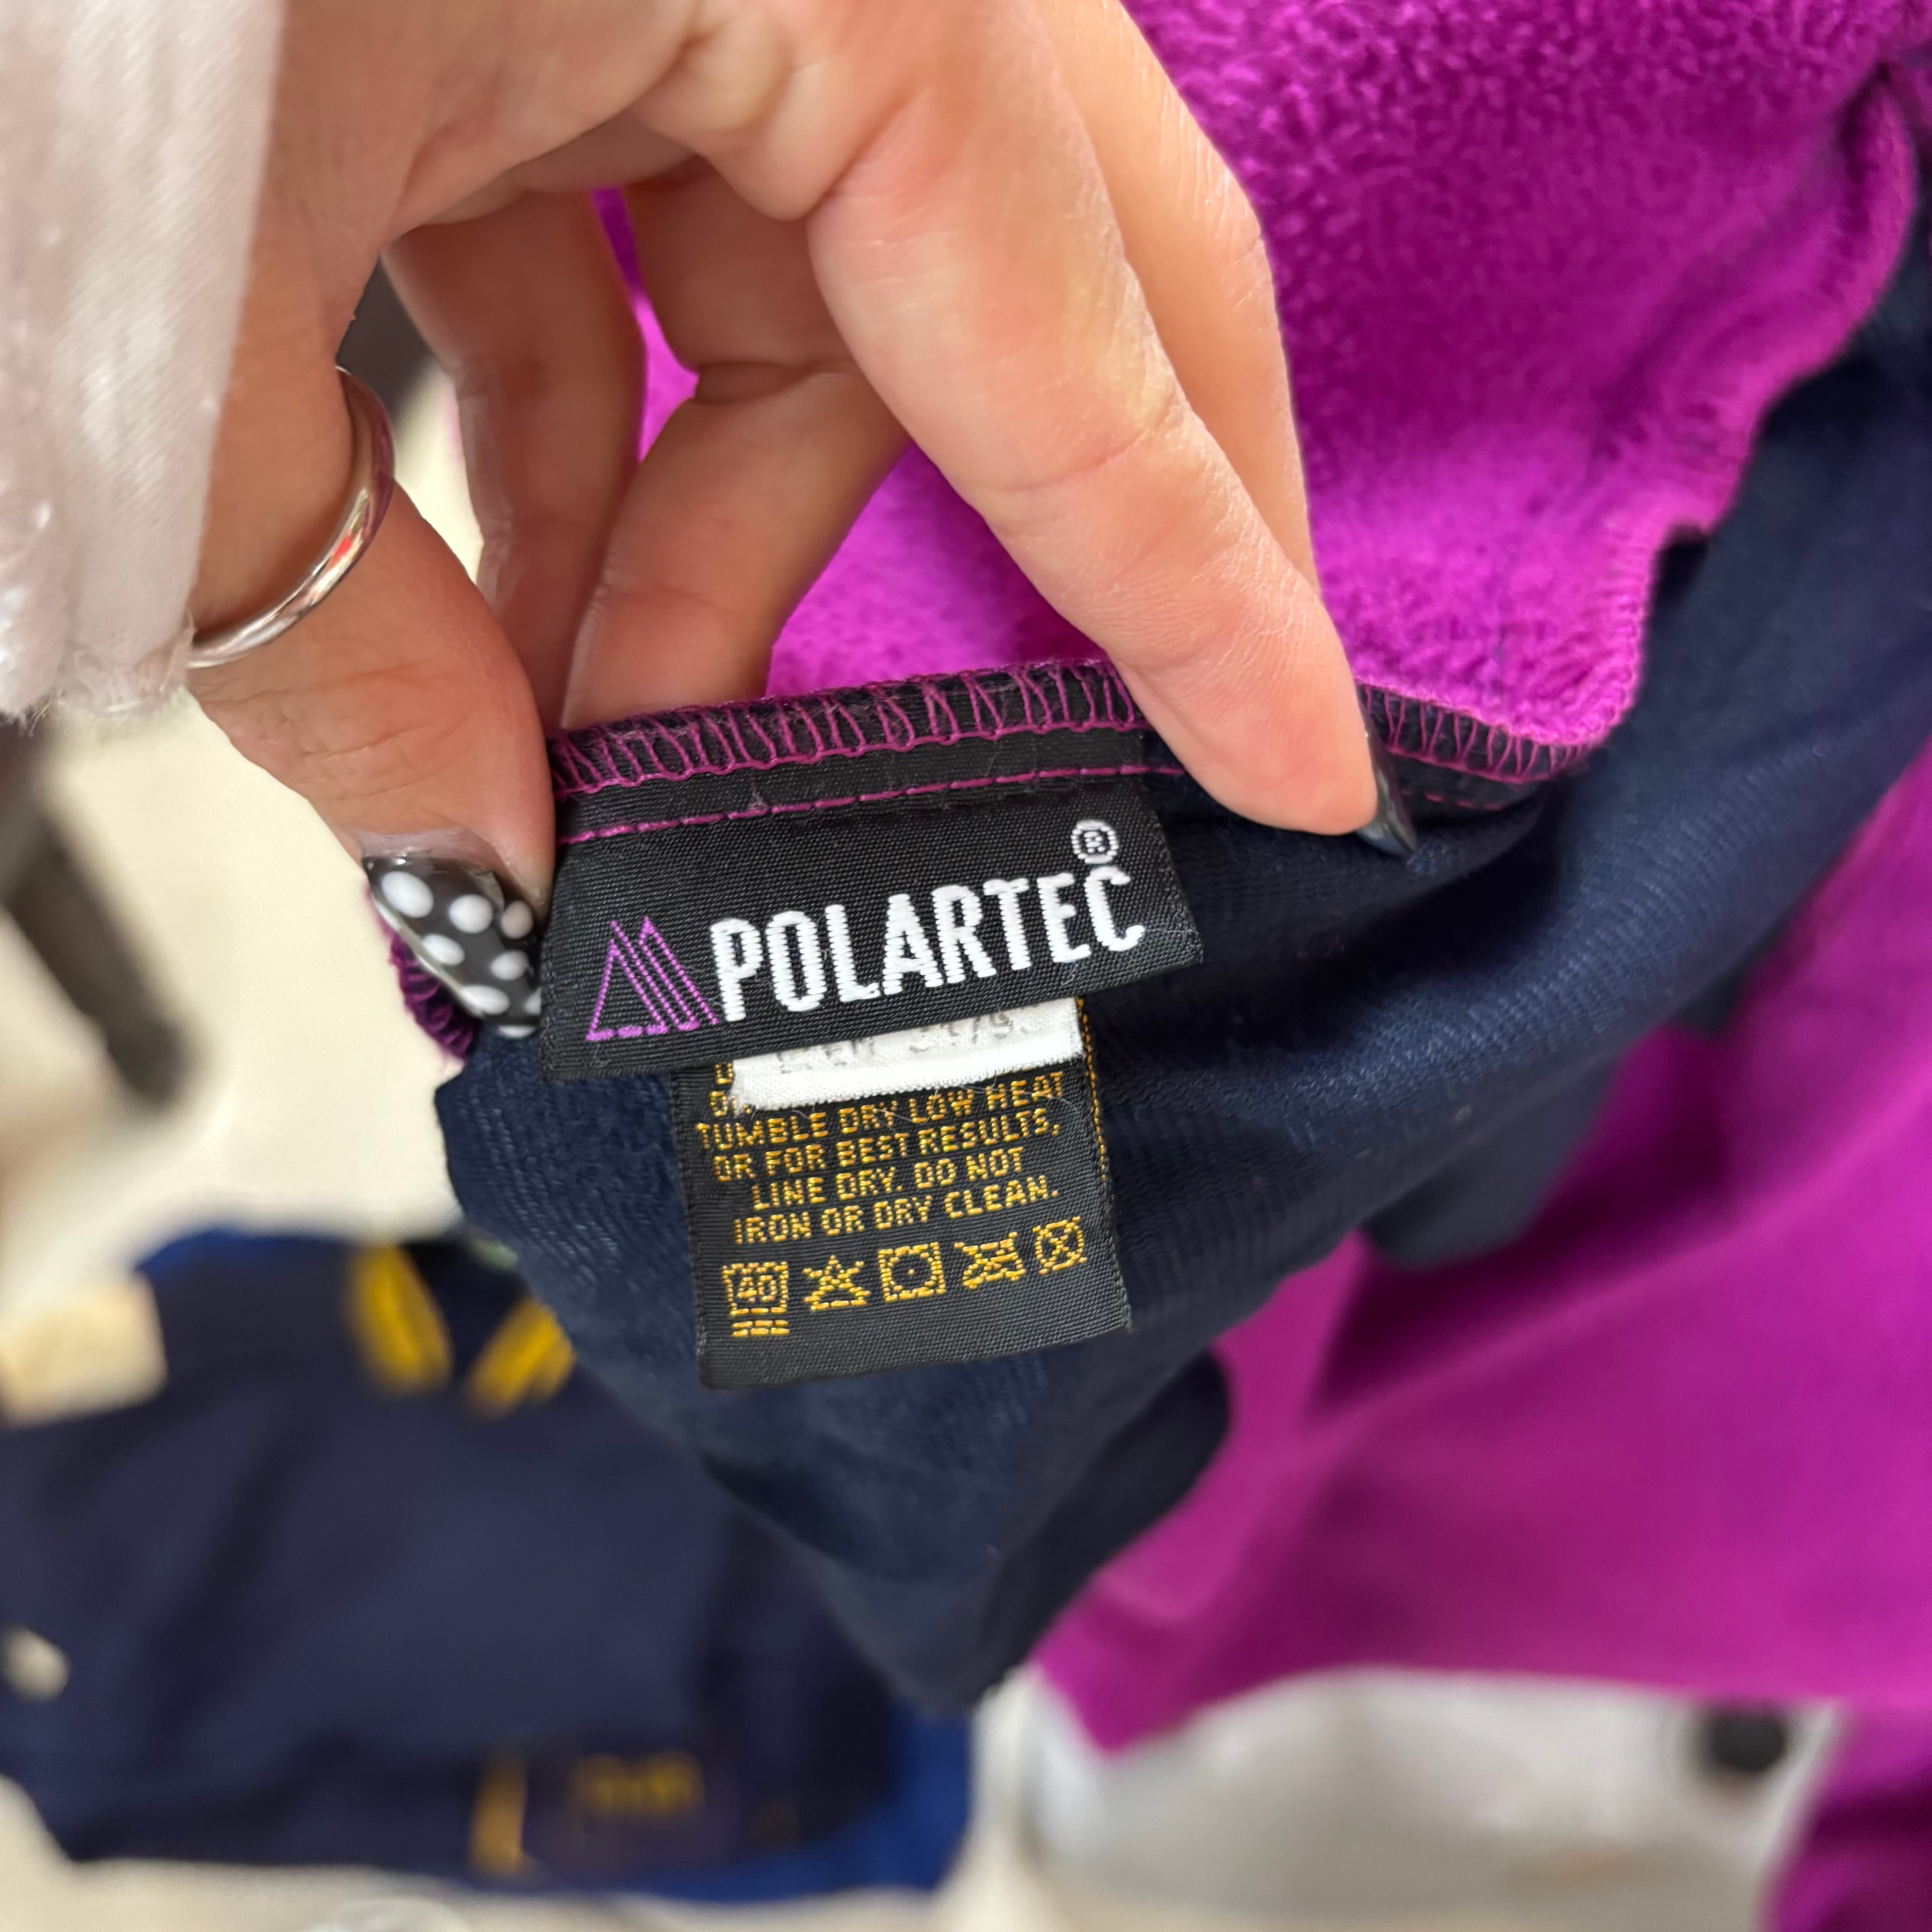 POLARTEC®
TUMBLE DRY LOW HEAT
OR FOR BEST RESULTS,
LINE DRY. DO NOT
IRON OR DRY CLEAN.
40